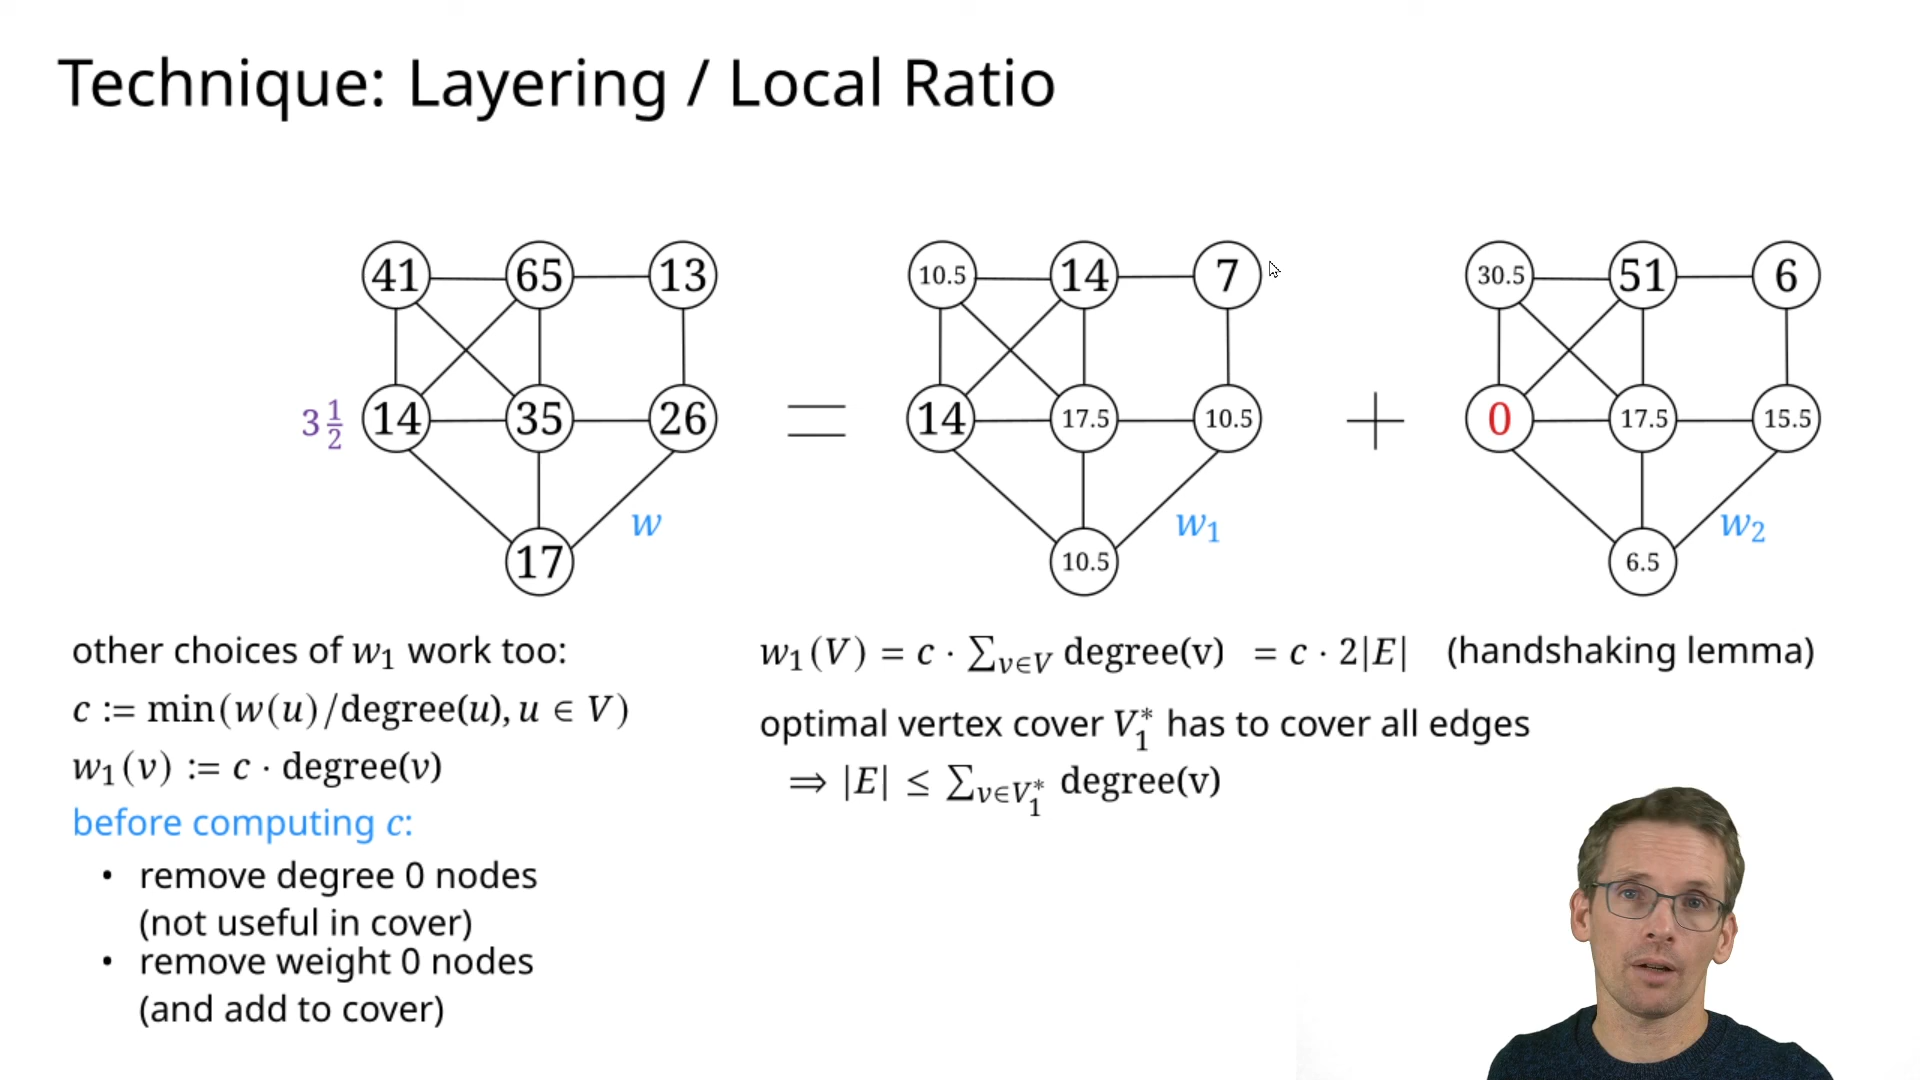 Technique: Layering / Local Ratio
41 65 13
10.5 14 7
30.5 51 6
3 1/2 14 35 26
=
14 17.5 10.5
+
0 17.5 15.5
w
w₁
w₂
17
10.5
6.5
other choices of w₁ work too:
c := min(w(u)/degree(u), u ∈ V)
w₁(v) := c · degree(v)
before computing c:
• remove degree 0 nodes
(not useful in cover)
• remove weight 0 nodes
(and add to cover)
w₁(V) = c · ∑_{v∈V} degree(v) = c · 2|E| (handshaking lemma)
optimal vertex cover V₁* has to cover all edges
⇒ |E| ≤ ∑_{v∈V₁*} degree(v)